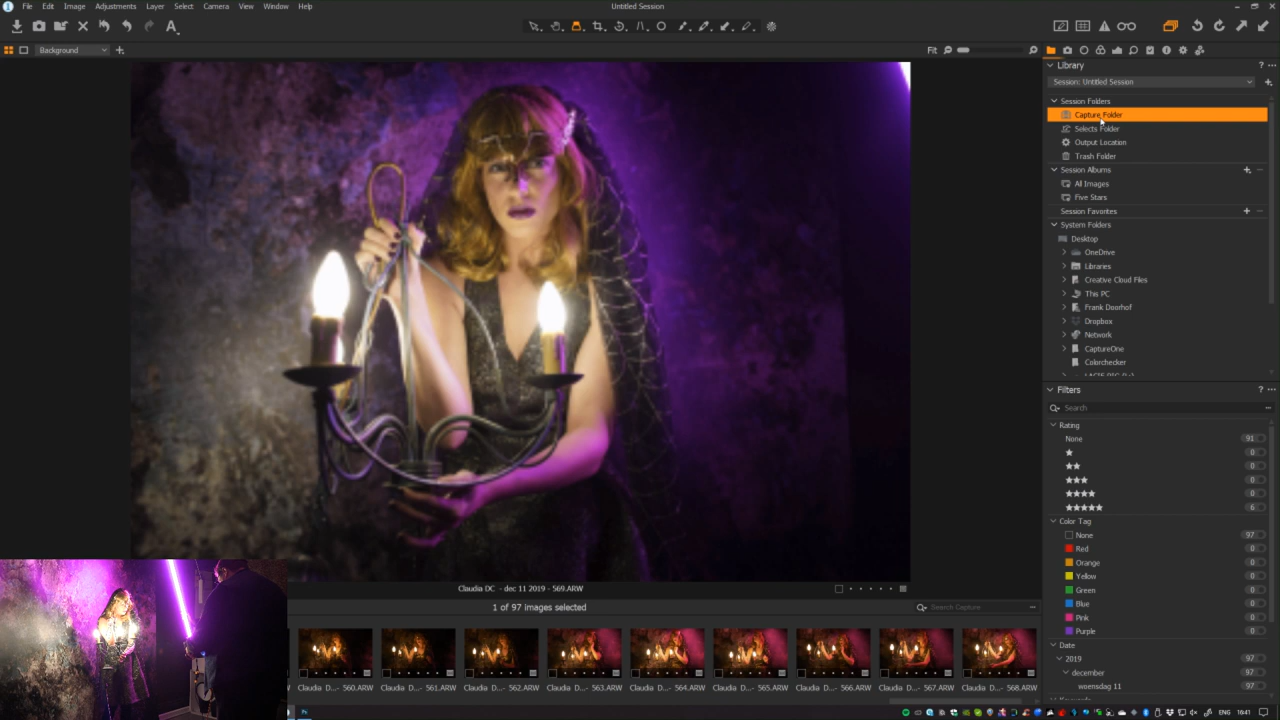 File Edit Image Adjustments Layer Select Camera View Window Help
Untitled Session
Background
Fit
Library
Session: Untitled Session
Session Folders
Capture Folder
Selects Folder
Output Location
Trash Folder
Session Albums
All Images
Five Stars
Session Favorites
System Folders
Desktop
OneDrive
Libraries
Creative Cloud Files
This PC
Frank Doorhof
Dropbox
Network
CaptureOne
Colorchecker
Filters
Search
Rating
None 91
0
0
0
0
6
Color Tag
None 97
Red 0
Orange 0
Yellow 0
Green 0
Blue 0
Pink 0
Purple 0
Date
2019 97
december 97
woensdag 11 97
Claudia DC - dec 11 2019 - 569.ARW
1 of 97 images selected
Search Capture
Claudia D...- 560.ARW
Claudia D...- 561.ARW
Claudia D...- 562.ARW
Claudia D...- 563.ARW
Claudia D...- 564.ARW
Claudia D...- 565.ARW
Claudia D...- 566.ARW
Claudia D...- 567.ARW
Claudia D...- 568.ARW
ENG 16:41